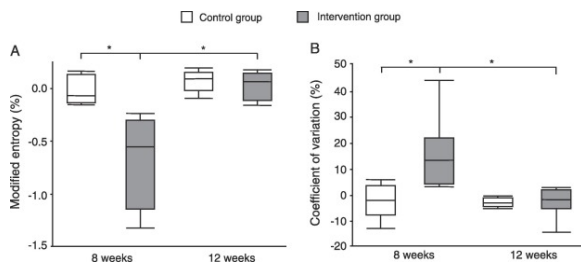 Control group
Intervention group
A
*
*
Modified entropy (%)
0.0
-0.5
-1.0
-1.5
8 weeks
12 weeks
B
*
*
Coefficient of variation (%)
50
40
30
20
10
0
-10
-20
8 weeks
12 weeks